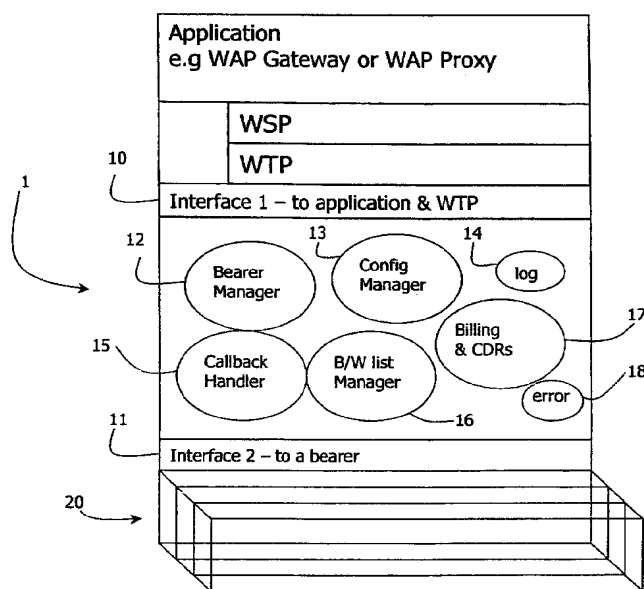 Application
e.g WAP Gateway or WAP Proxy
WSP
WTP
10
Interface 1 – to application & WTP
1
12
13
14
Bearer
Manager
Config
Manager
log
17
15
Callback
Handler
B/W list
Manager
Billing
& CDRs
18
error
16
11
Interface 2 – to a bearer
20